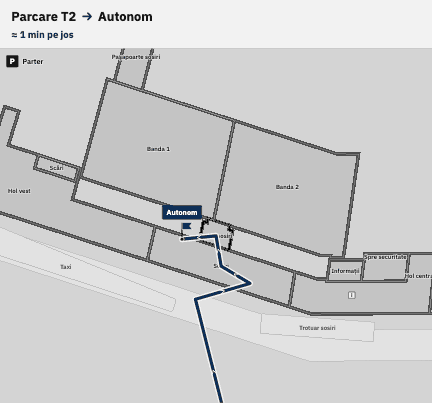 Parcare T2 → Autonom
≈ 1 min pe jos
P Parter
Pașapoarte sosiri
Banda 1
Banda 2
Scări
Hol vest
Autonom
Taxi
Informații
Spre securitate
Hol centra
i
Trotuar sosiri